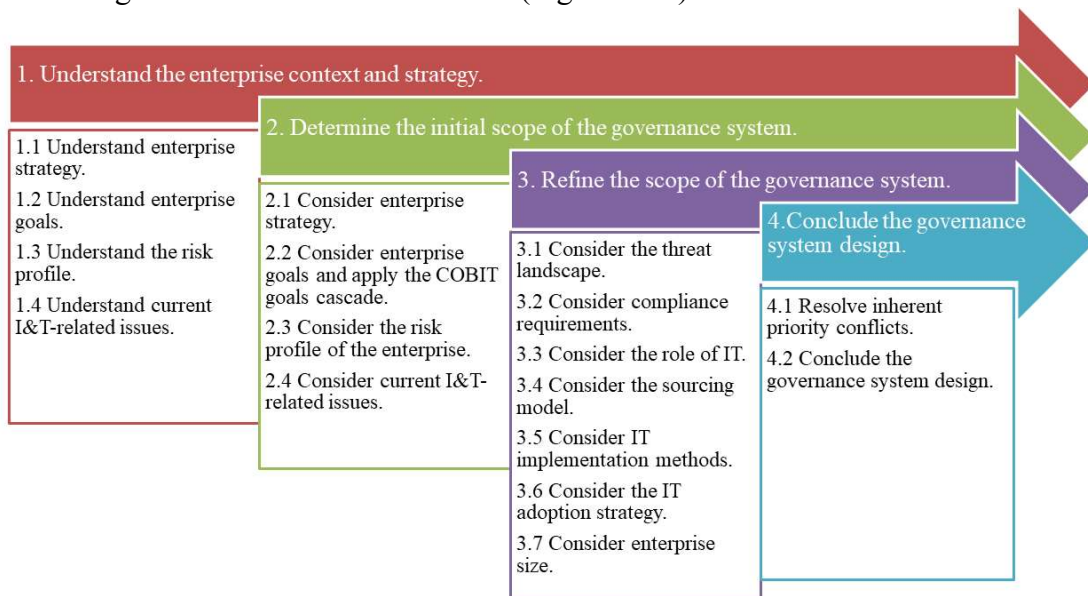 1. Understand the enterprise context and strategy.
1.1 Understand enterprise
strategy.
1.2 Understand enterprise
goals.
1.3 Understand the risk
profile.
1.4 Understand current
I&T-related issues.
2. Determine the initial scope of the governance system.
2.1 Consider enterprise
strategy.
2.2 Consider enterprise
goals and apply the COBIT
goals cascade.
2.3 Consider the risk
profile of the enterprise.
2.4 Consider current I&T-
related issues.
3. Refine the scope of the governance system.
3.1 Consider the threat
landscape.
3.2 Consider compliance
requirements.
3.3 Consider the role of IT.
3.4 Consider the sourcing
model.
3.5 Consider IT
implementation methods.
3.6 Consider the IT
adoption strategy.
3.7 Consider enterprise
size.
4.Conclude the governance
system design.
4.1 Resolve inherent
priority conflicts.
4.2 Conclude the
governance system design.